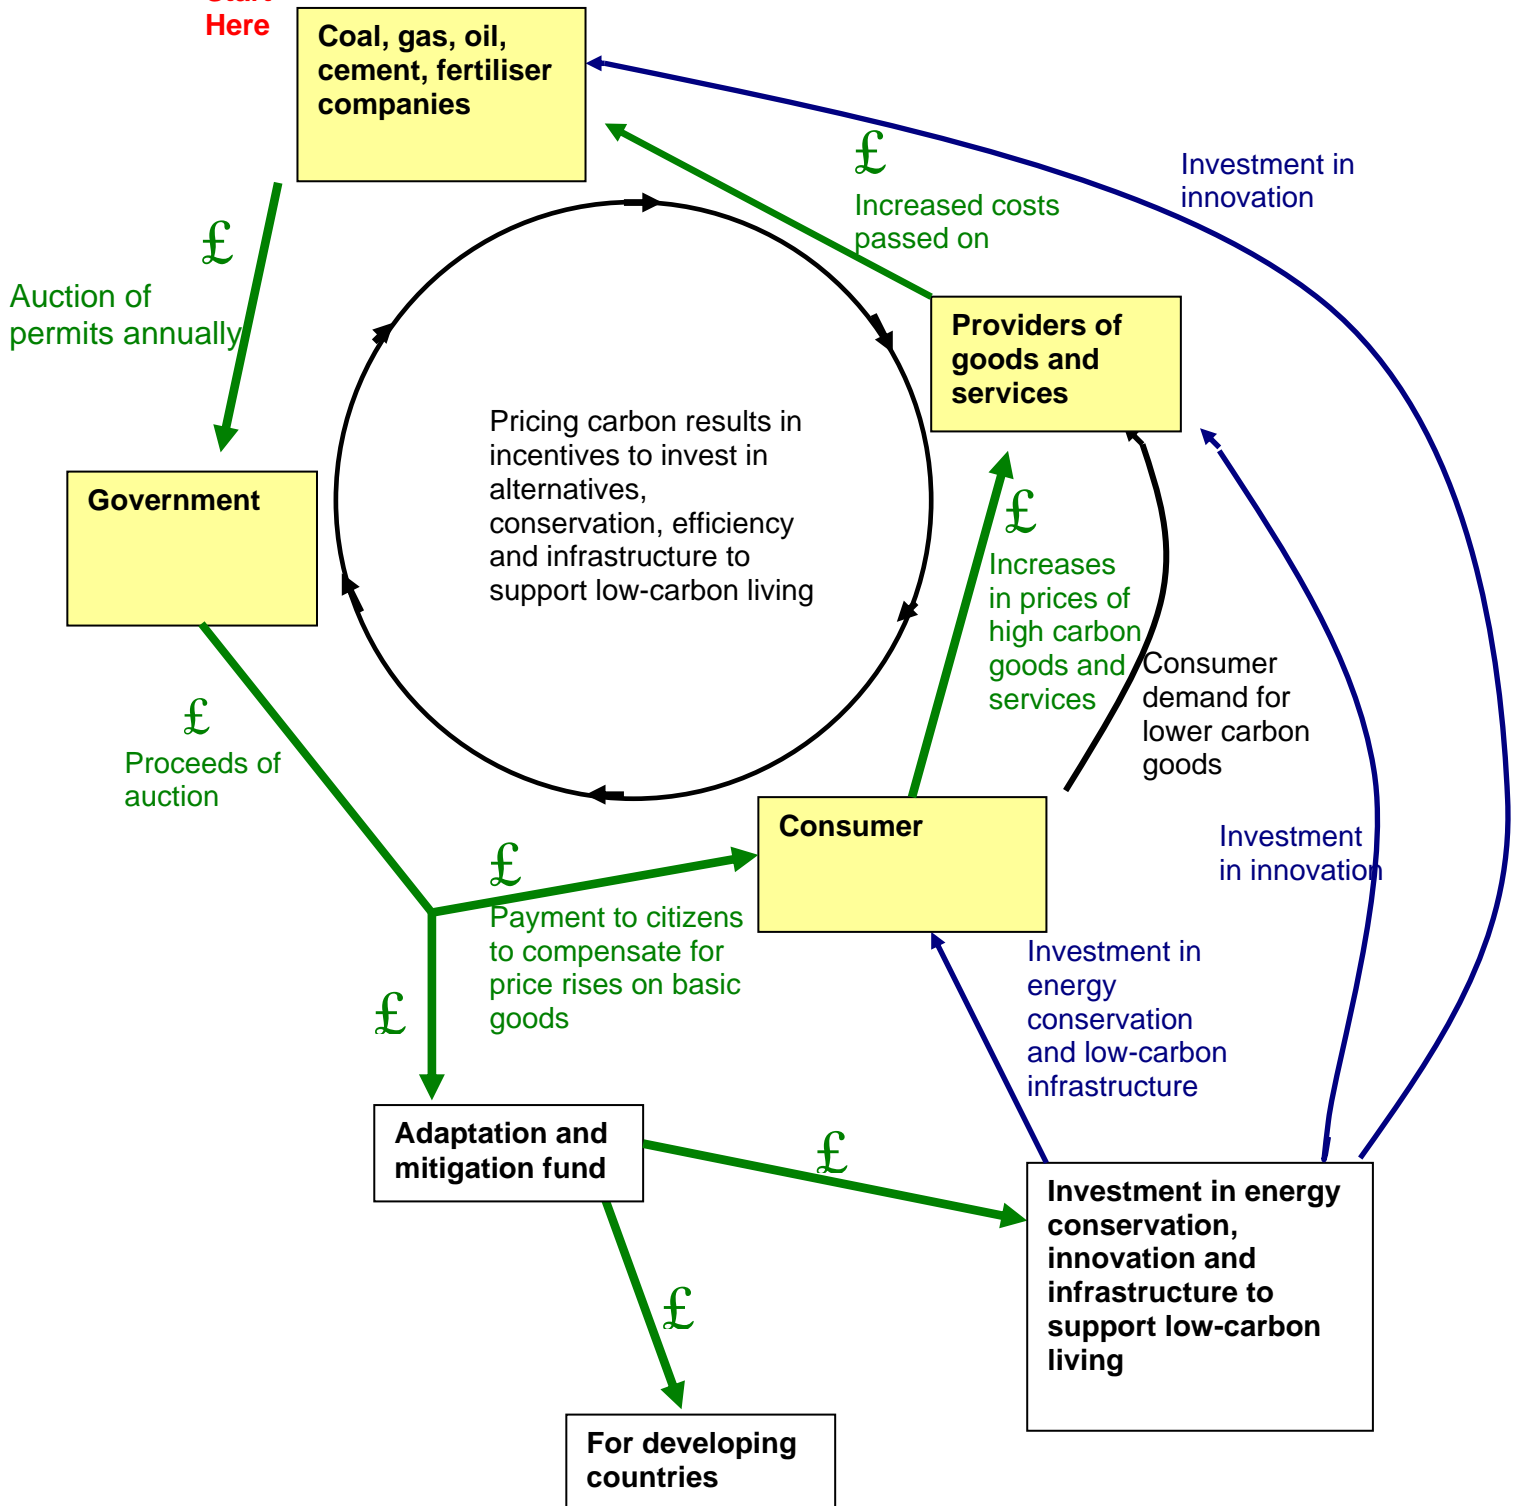 Start
Here
Coal, gas, oil,
cement, fertiliser
companies
£
Increased costs
passed on
Investment in
innovation
£
Auction of
permits annually
Providers of
goods and
services
Pricing carbon results in
incentives to invest in
alternatives,
conservation, efficiency
and infrastructure to
support low-carbon living
Government
£
Increases
in prices of
high carbon
goods and
services
Consumer
demand for
lower carbon
goods
£
Proceeds of
auction
Consumer
Investment
in innovation
£
Payment to citizens
to compensate for
price rises on basic
goods
£
Investment in
energy
conservation
and low-carbon
infrastructure
Adaptation and
mitigation fund
£
Investment in energy
conservation,
innovation and
infrastructure to
support low-carbon
living
£
For developing
countries